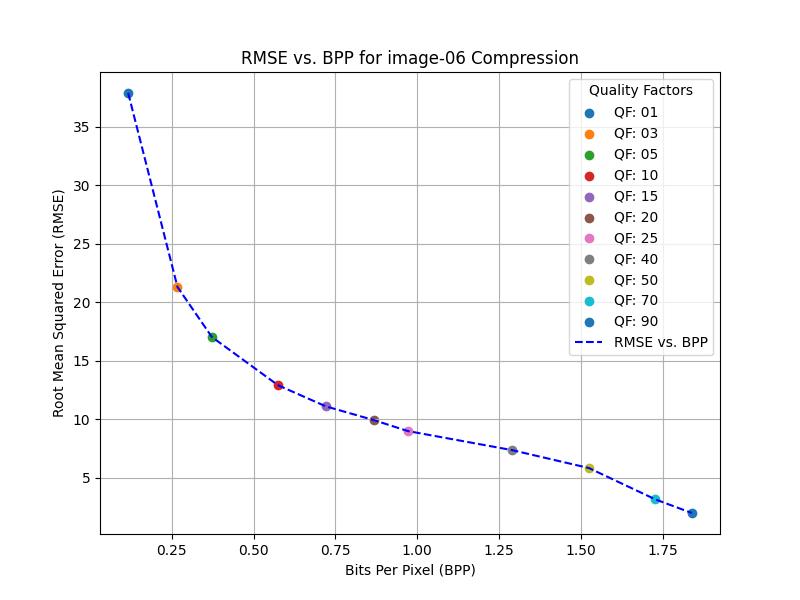 RMSE vs. BPP for image-06 Compression
Root Mean Squared Error (RMSE)
35
30
25
20
15
10
5
Quality Factors
QF: 01
QF: 03
QF: 05
QF: 10
QF: 15
QF: 20
QF: 25
QF: 40
QF: 50
QF: 70
QF: 90
RMSE vs. BPP
0.25 0.50 0.75 1.00 1.25 1.50 1.75
Bits Per Pixel (BPP)